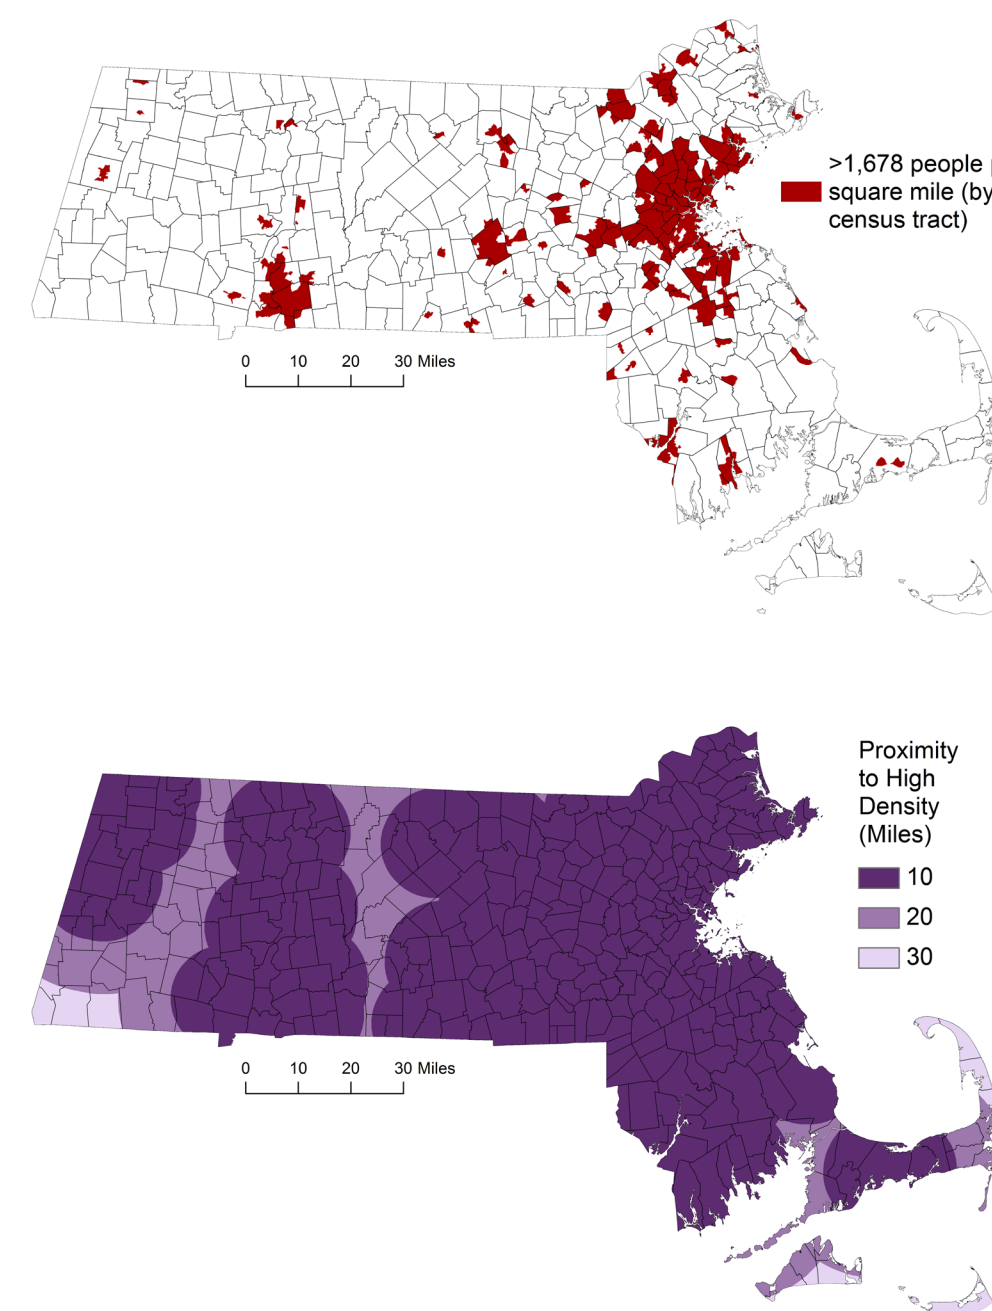 >1,678 people p
square mile (by
census tract)
0 10 20 30 Miles
Proximity
to High
Density
(Miles)
10
20
30
0 10 20 30 Miles